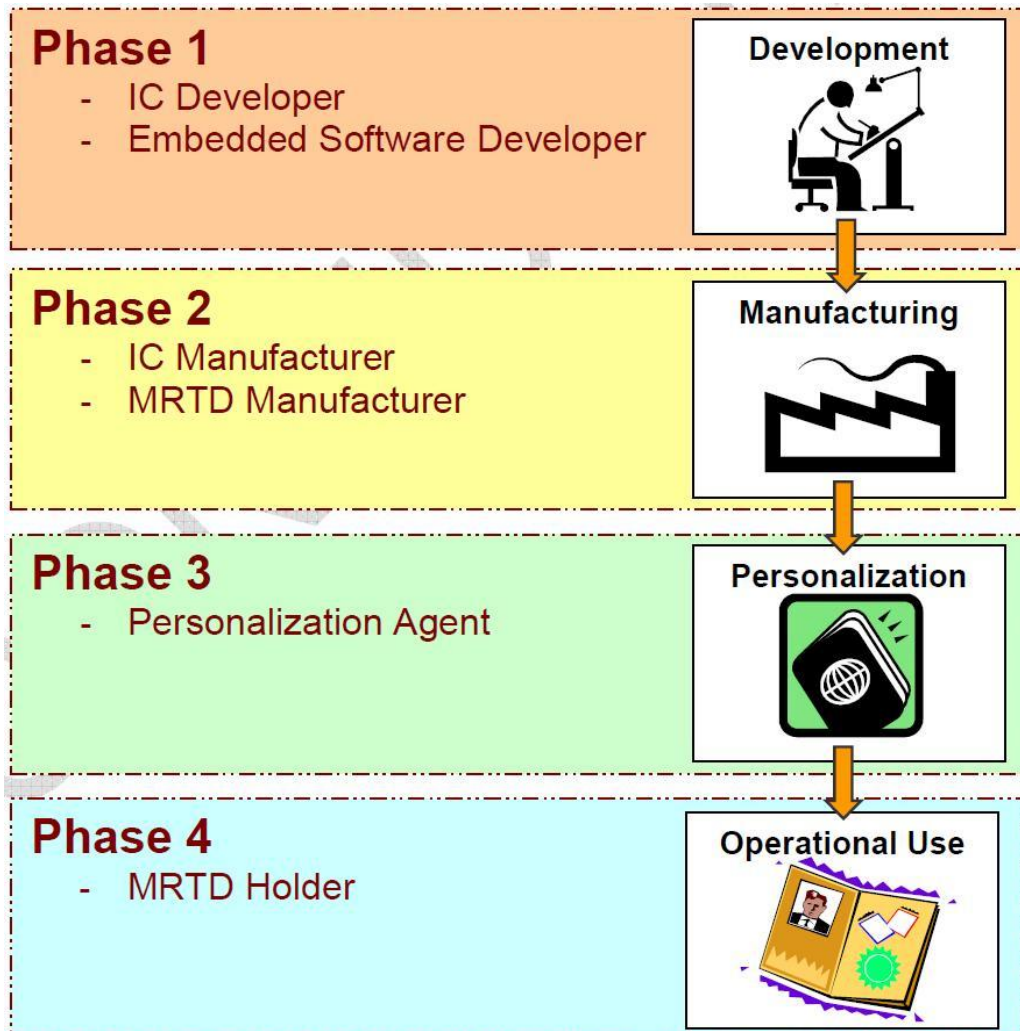 Phase 1
- IC Developer
- Embedded Software Developer
Development
Phase 2
- IC Manufacturer
- MRTD Manufacturer
Manufacturing
Phase 3
- Personalization Agent
Personalization
Phase 4
- MRTD Holder
Operational Use